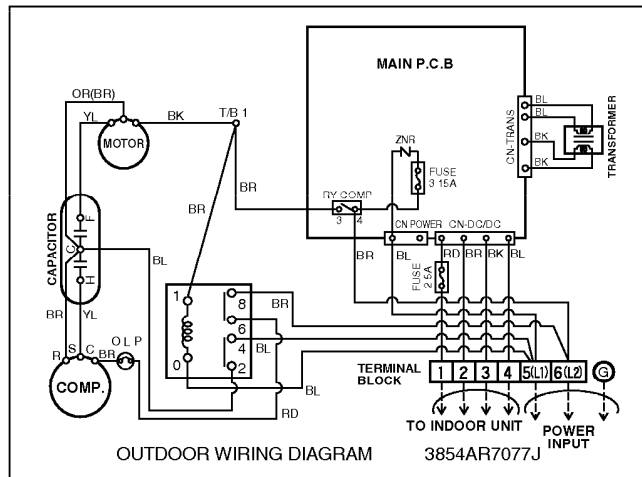 MAIN P.C.B
OR(BR)
YL
BK
T/B 1
MOTOR
BR
BR
ZNR
FUSE
3 15A
CN-TRANS
BL
BL
BK
BK
TRANSFORMER
RY COMP
3 4
CN POWER
CN-DC/DC
BR
BL
RD
BR
BK
BL
FUSE
2 5A
CAPACITOR
F
C
H
BL
BR
YL
R
S
C
BR
O L P
COMP.
1
0
8
6
4
2
BR
BL
BL
RD
TERMINAL
BLOCK
1 2 3 4 5(L1) 6(L2) G
TO INDOOR UNIT
POWER
INPUT
OUTDOOR WIRING DIAGRAM 3854AR7077J